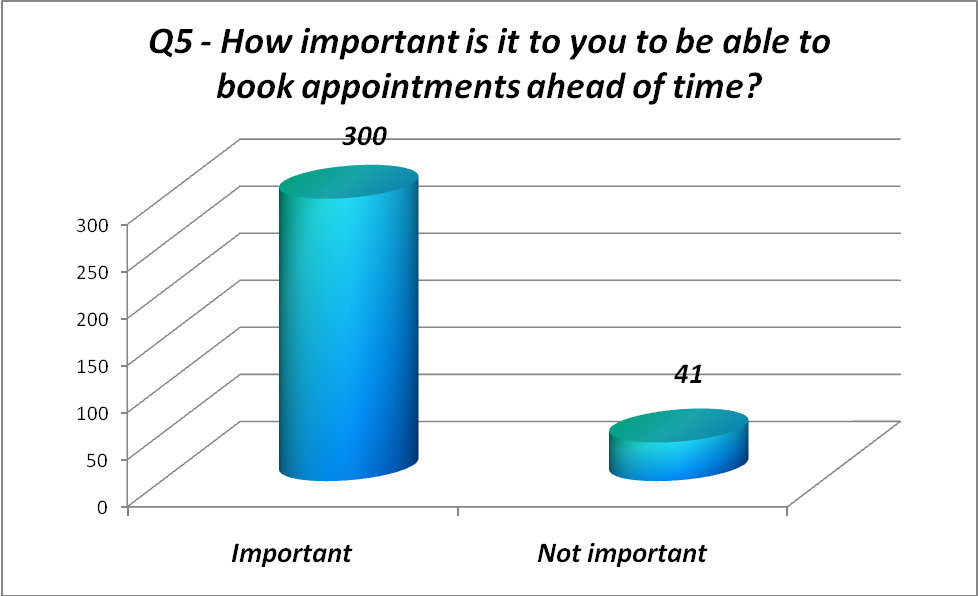 Q5 - How important is it to you to be able to
book appointments ahead of time?
300
300
250
200
150
100
50
0
41
Important
Not important